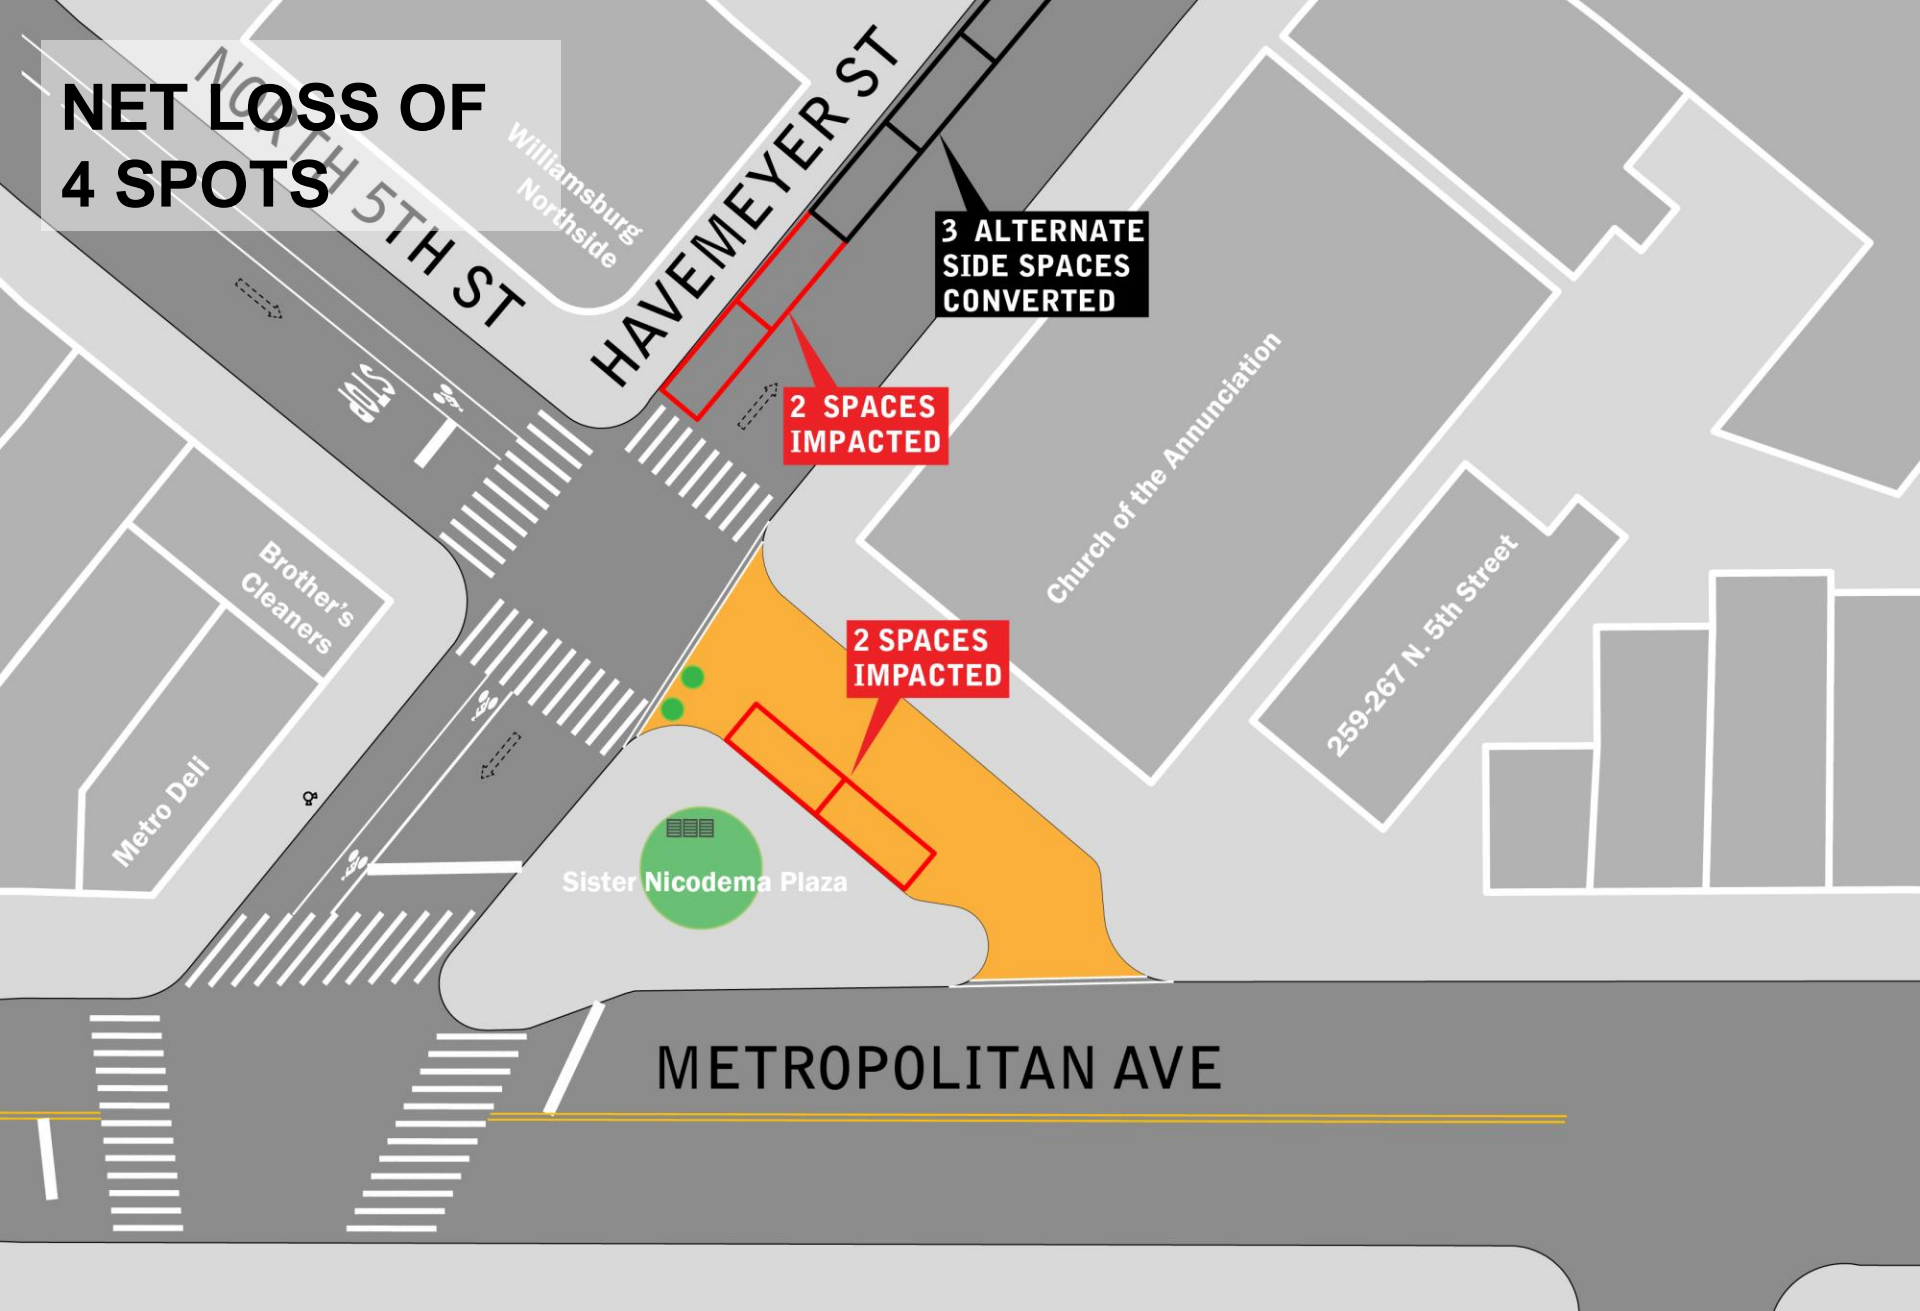 NET LOSS OF
4 SPOTS
NORTH 5TH ST
Williamsburg
Northside
HAVEMEYER ST
3 ALTERNATE
SIDE SPACES
CONVERTED
2 SPACES
IMPACTED
STOP
Church of the Annunciation
Brother's
Cleaners
2 SPACES
IMPACTED
259-267 N. 5th Street
Metro Deli
Sister Nicodema Plaza
METROPOLITAN AVE